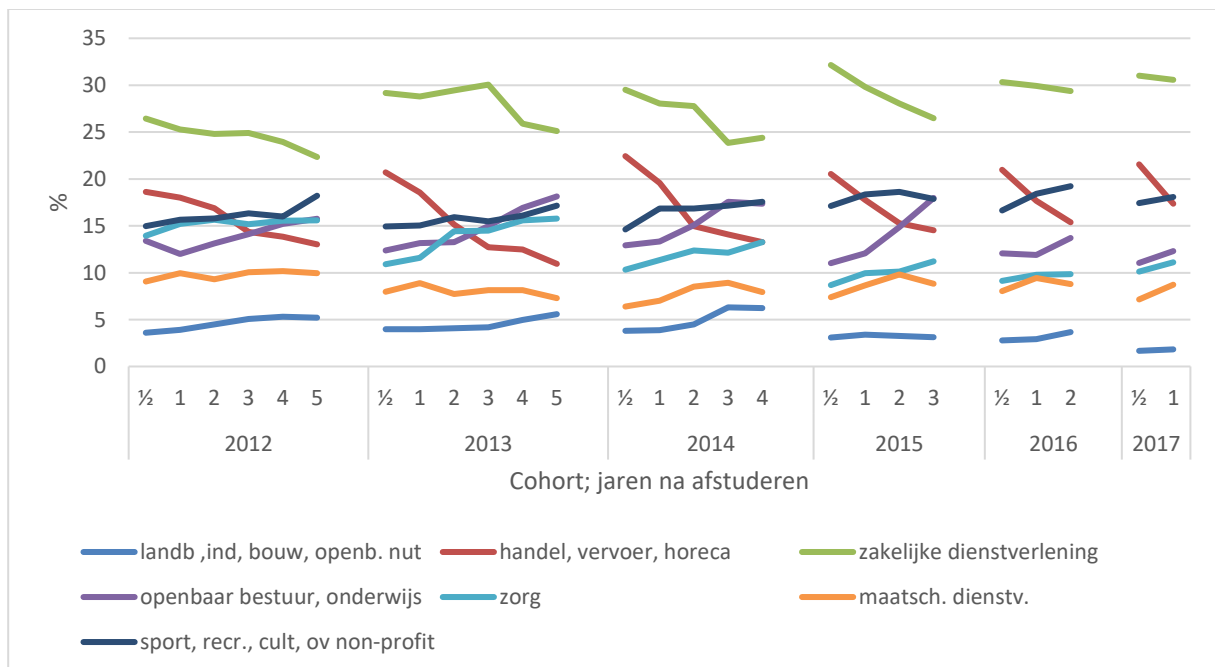 35
30
25
20
15
10
5
0
%
½ 1 2 3 4 5 ½ 1 2 3 4 5 ½ 1 2 3 4 ½ 1 2 3 ½ 1 2 ½ 1
2012 2013 2014 2015 2016 2017
Cohort; jaren na afstuderen
landb ,ind, bouw, openb. nut handel, vervoer, horeca zakelijke dienstverlening
openbaar bestuur, onderwijs zorg maatsch. dienstv.
sport, recr., cult, ov non-profit